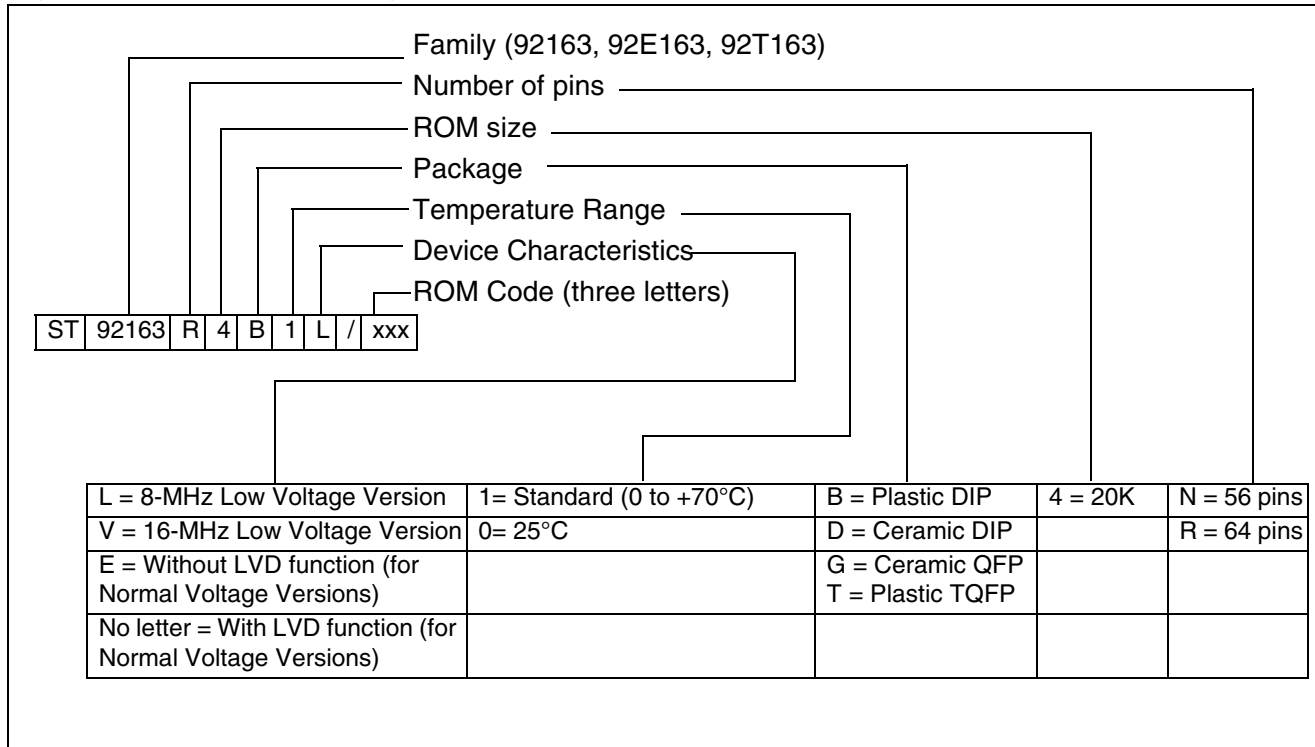 Family (92163, 92E163, 92T163)
Number of pins
ROM size
Package
Temperature Range
Device Characteristics
ROM Code (three letters)
ST 92163 R 4 B 1 L / xxx
L = 8-MHz Low Voltage Version 1= Standard (0 to +70°C) B = Plastic DIP 4 = 20K N = 56 pins
V = 16-MHz Low Voltage Version 0= 25°C D = Ceramic DIP R = 64 pins
E = Without LVD function (for G = Ceramic QFP
Normal Voltage Versions) T = Plastic TQFP
No letter = With LVD function (for
Normal Voltage Versions)